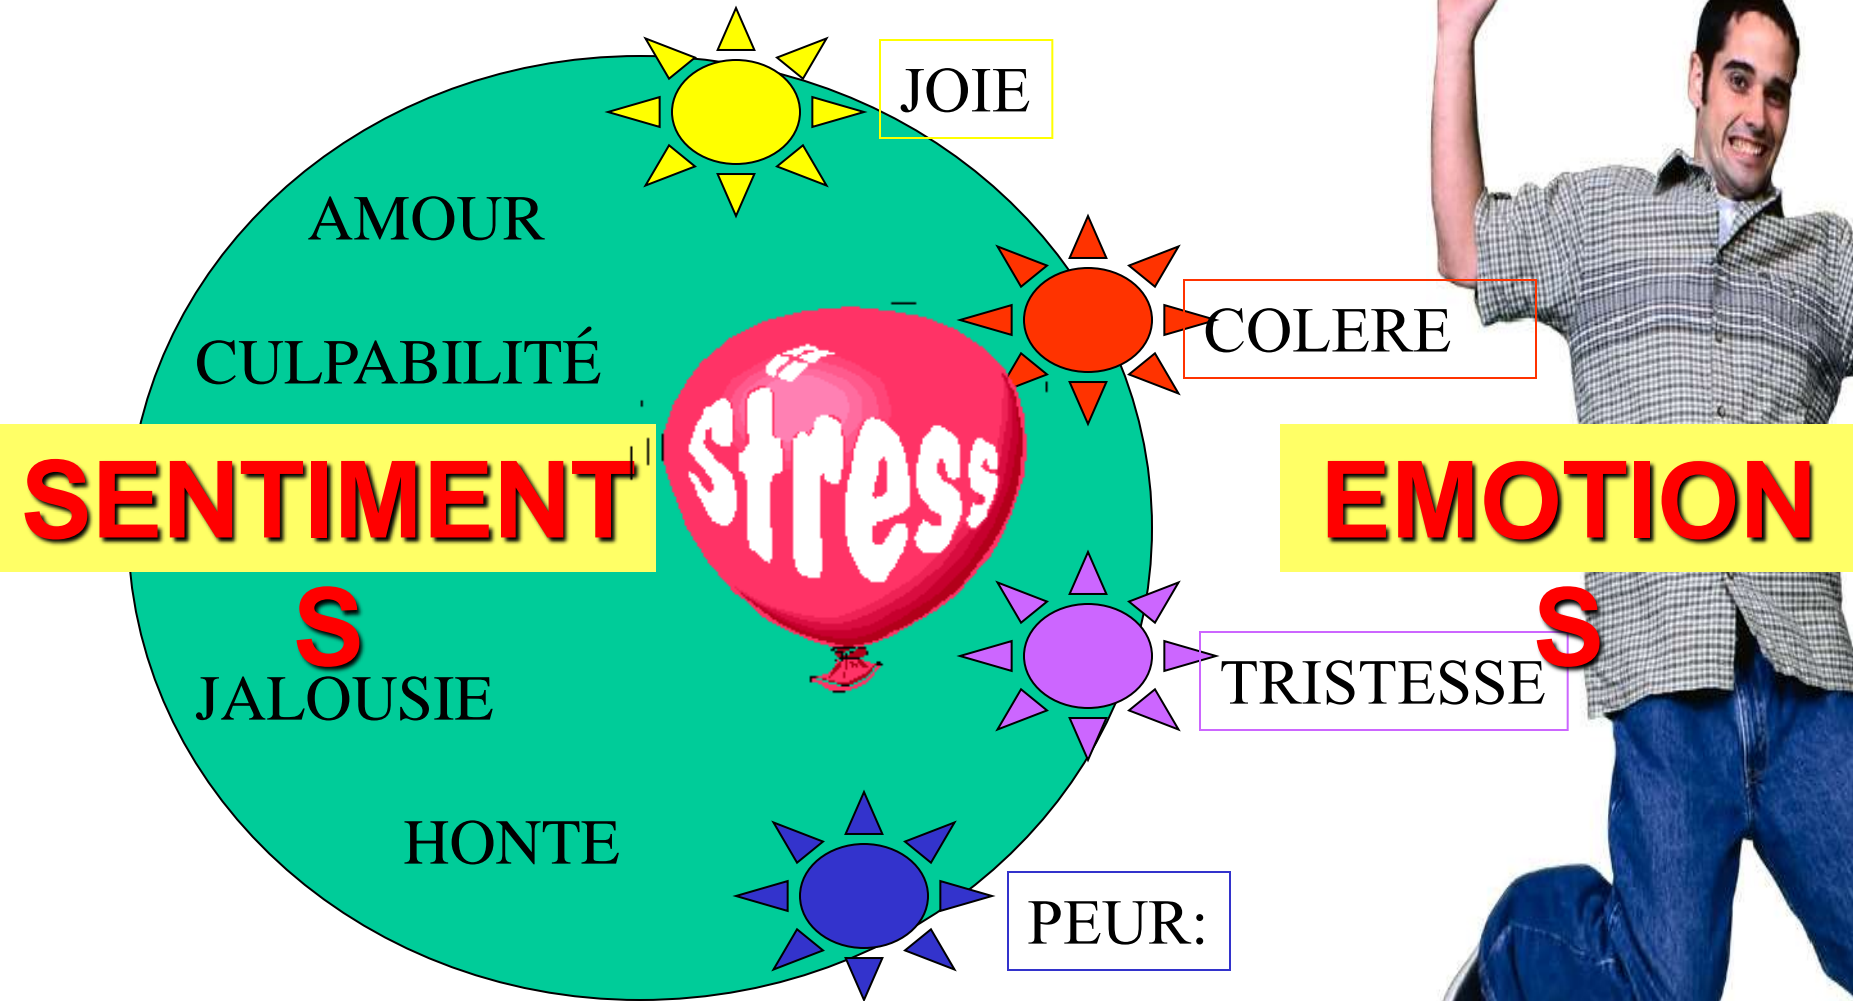 JOIE
AMOUR
COLERE
CULPABILITÉ
stress
SENTIMENT
S
EMOTION
S
TRISTESSE
JALOUSIE
HONTE
PEUR: